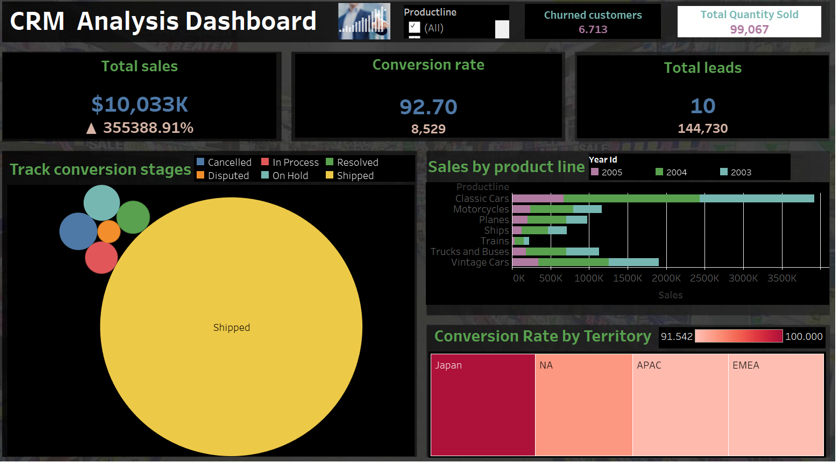 CRM Analysis Dashboard
Productline
(All)
Churned customers
6.713
Total Quantity Sold
99,067
Total sales
$10,033K
▲ 355388.91%
Conversion rate
92.70
8,529
Total leads
10
144,730
Track conversion stages
Cancelled
In Process
Resolved
Disputed
On Hold
Shipped
Shipped
Sales by product line
Year Id
2005
2004
2003
Productline
Classic Cars
Motorcycles
Planes
Ships
Trains
Trucks and Buses
Vintage Cars
0K 500K 1000K 1500K 2000K 2500K 3000K 3500K
Sales
Conversion Rate by Territory
91.542
100.000
Japan
NA
APAC
EMEA